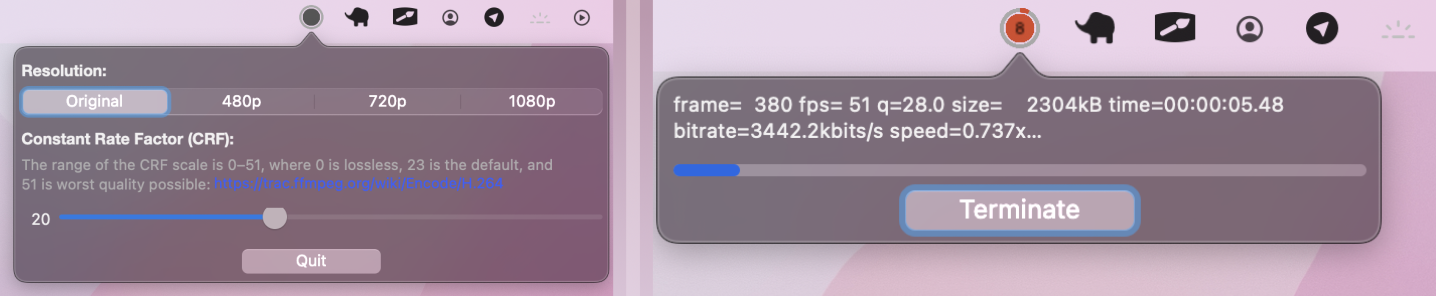 Resolution:
Original 480p 720p 1080p
Constant Rate Factor (CRF):
The range of the CRF scale is 0–51, where 0 is lossless, 23 is the default, and
51 is worst quality possible: https://trac.ffmpeg.org/wiki/Encode/H.264
20
Quit
8
frame=  380 fps= 51 q=28.0 size=    2304kB time=00:00:05.48
bitrate=3442.2kbits/s speed=0.737x...
Terminate